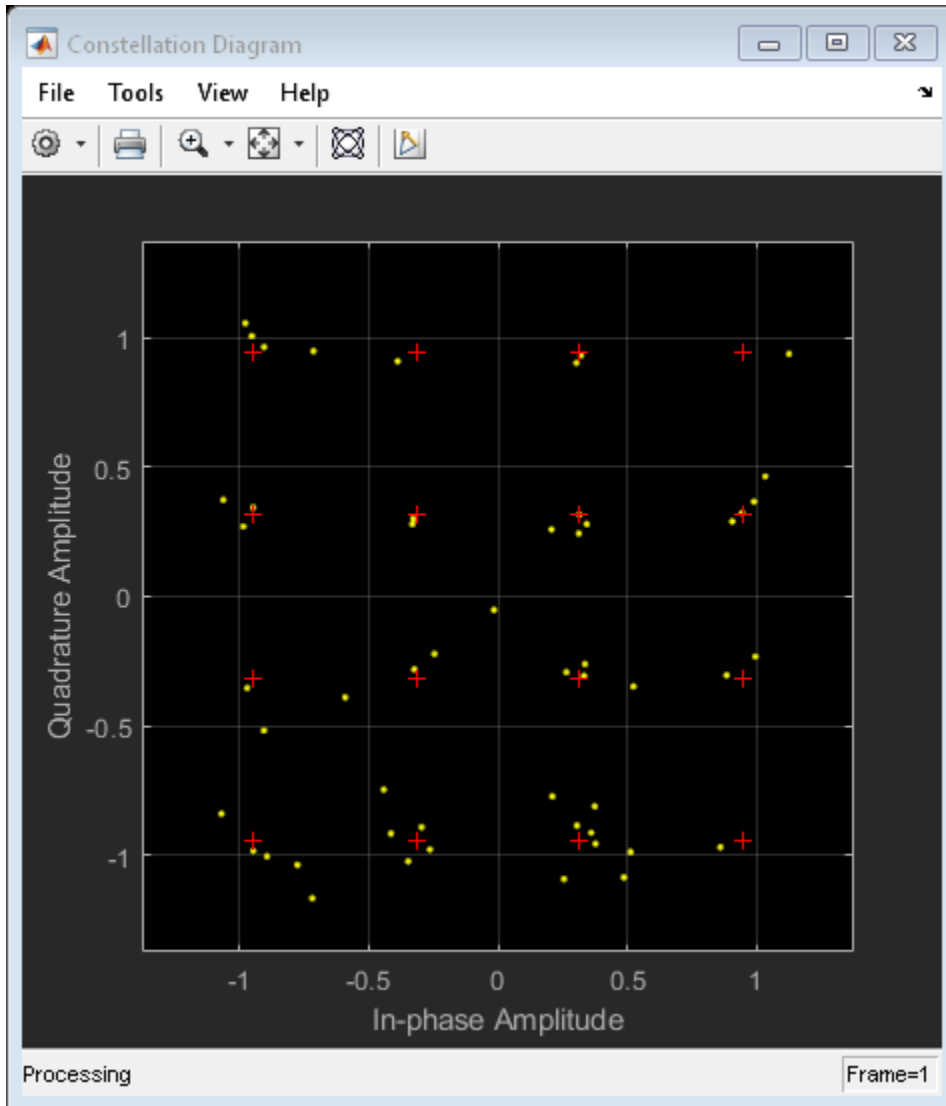 Constellation Diagram
File Tools View Help
1
0.5
0
-0.5
-1
Quadrature Amplitude
-1 -0.5 0 0.5 1
In-phase Amplitude
Processing Frame=1